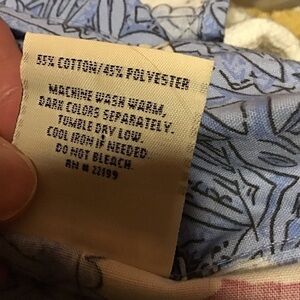 55% COTTON/45% POLYESTER
MACHINE WASH WARM,
DARK COLORS SEPARATELY.
TUMBLE DRY LOW.
COOL IRON IF NEEDED.
DO NOT BLEACH.
RN # 22199